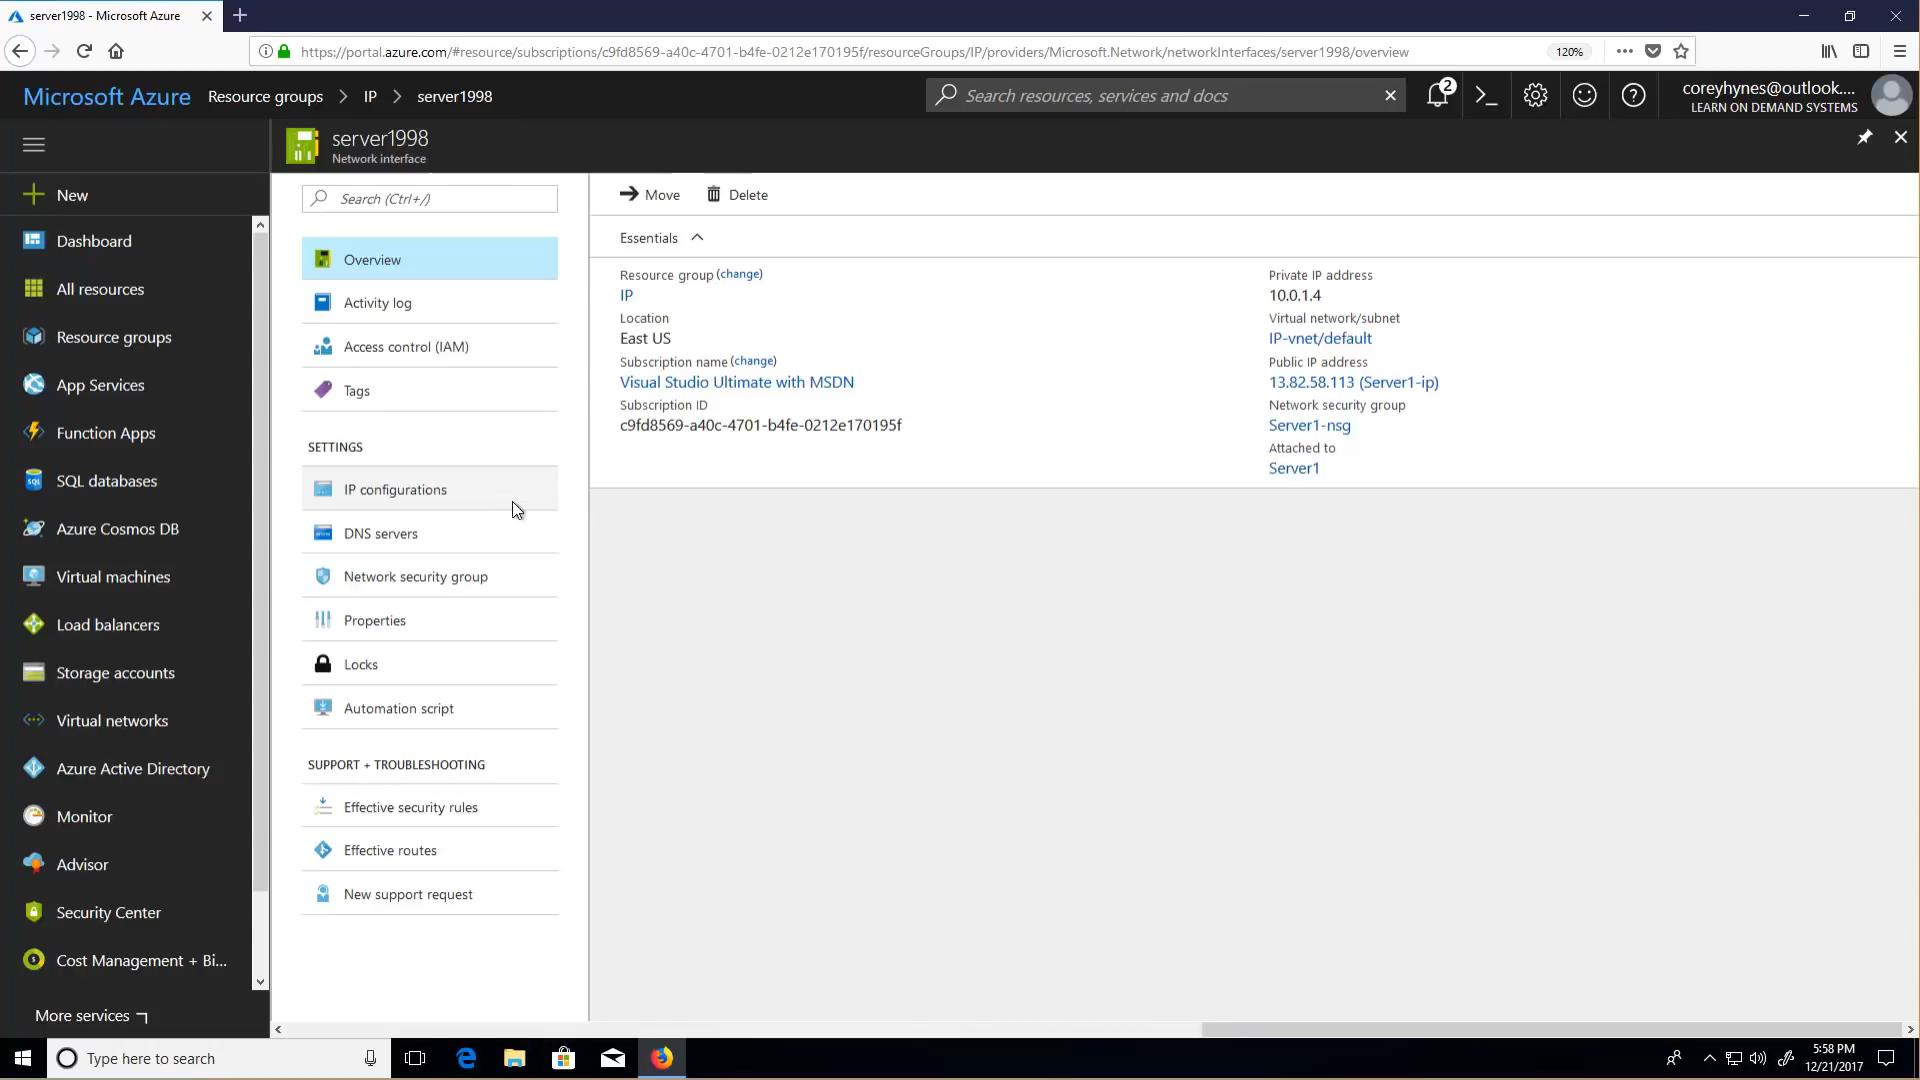 server1998 - Microsoft Azure
https://portal.azure.com/#resource/subscriptions/c9fd8569-a40c-4701-b4fe-0212e170195f/resourceGroups/IP/providers/Microsoft.Network/networkInterfaces/server1998/overview
120%
Microsoft Azure
Resource groups
IP
server1998
Search resources, services and docs
2
coreyhynes@outlook....
LEARN ON DEMAND SYSTEMS
server1998
Network interface
New
Dashboard
All resources
Resource groups
App Services
Function Apps
SQL databases
Azure Cosmos DB
Virtual machines
Load balancers
Storage accounts
Virtual networks
Azure Active Directory
Monitor
Advisor
Security Center
Cost Management + Bi...
More services
Search (Ctrl+/)
Overview
Activity log
Access control (IAM)
Tags
SETTINGS
IP configurations
DNS servers
Network security group
Properties
Locks
Automation script
SUPPORT + TROUBLESHOOTING
Effective security rules
Effective routes
New support request
Move
Delete
Essentials
Resource group (change)
IP
Location
East US
Subscription name (change)
Visual Studio Ultimate with MSDN
Subscription ID
c9fd8569-a40c-4701-b4fe-0212e170195f
Private IP address
10.0.1.4
Virtual network/subnet
IP-vnet/default
Public IP address
13.82.58.113 (Server1-ip)
Network security group
Server1-nsg
Attached to
Server1
Type here to search
5:58 PM
12/21/2017